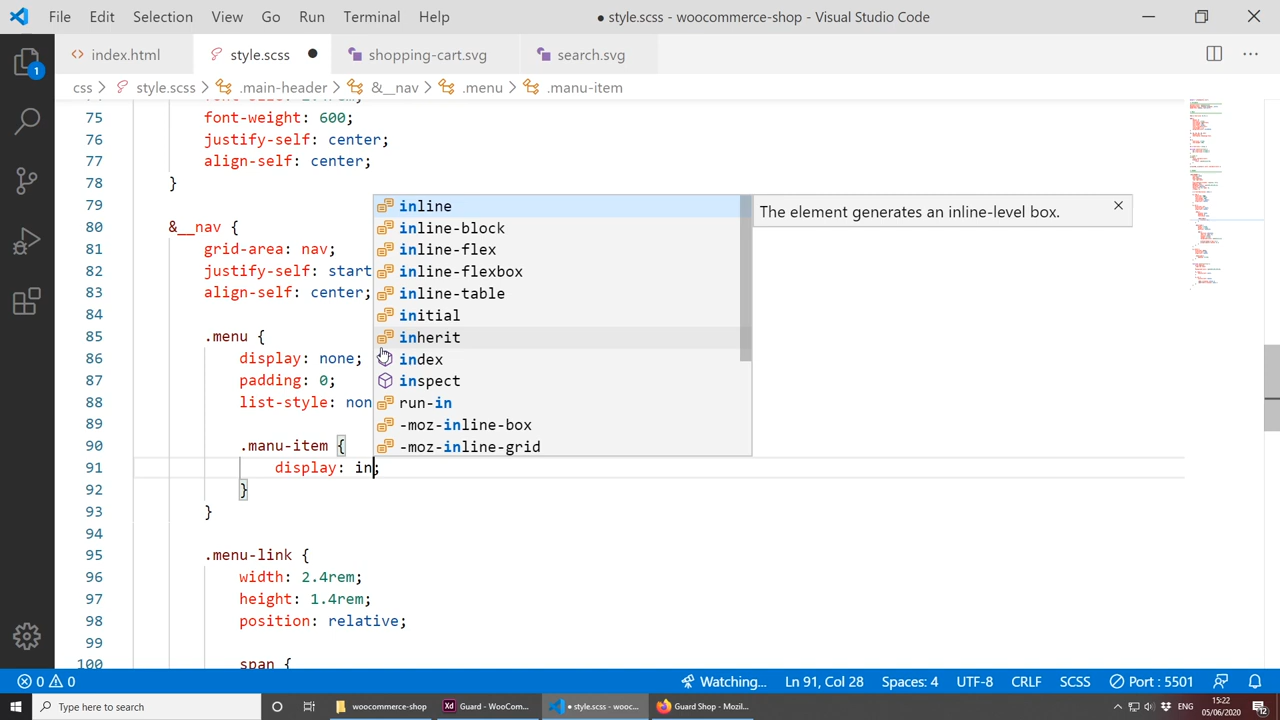 File Edit Selection View Go Run Terminal Help ● style.scss - woocommerce-shop - Visual Studio Code
index.html style.scss shopping-cart.svg search.svg
css > style.scss > .main-header > &__nav > .menu > .manu-item
75 font-weight: 600;
76 justify-self: center;
77 align-self: center;
78 }
79
80 &__nav {
81 grid-area: nav;
82 justify-self: start
83 align-self: center;
84
85 .menu {
86 display: none;
87 padding: 0;
88 list-style: non
89
90 .manu-item {
91 display: in;
92 }
93 }
94
95 .menu-link {
96 width: 2.4rem;
97 height: 1.4rem;
98 position: relative;
99
100 span {
inline
inline-block
inline-flex
inline-flexbox
inline-table
initial
inherit
index
inspect
run-in
-moz-inline-box
-moz-inline-grid
The element generates an inline-level box.
1
0 0 Watching... Ln 91, Col 28 Spaces: 4 UTF-8 CRLF SCSS Port : 5501
Type here to search woocommerce-shop Guard - WooCom... ● style.scss - wooc... Guard Shop - Mozil... ENG 15:22
05/06/2020 12